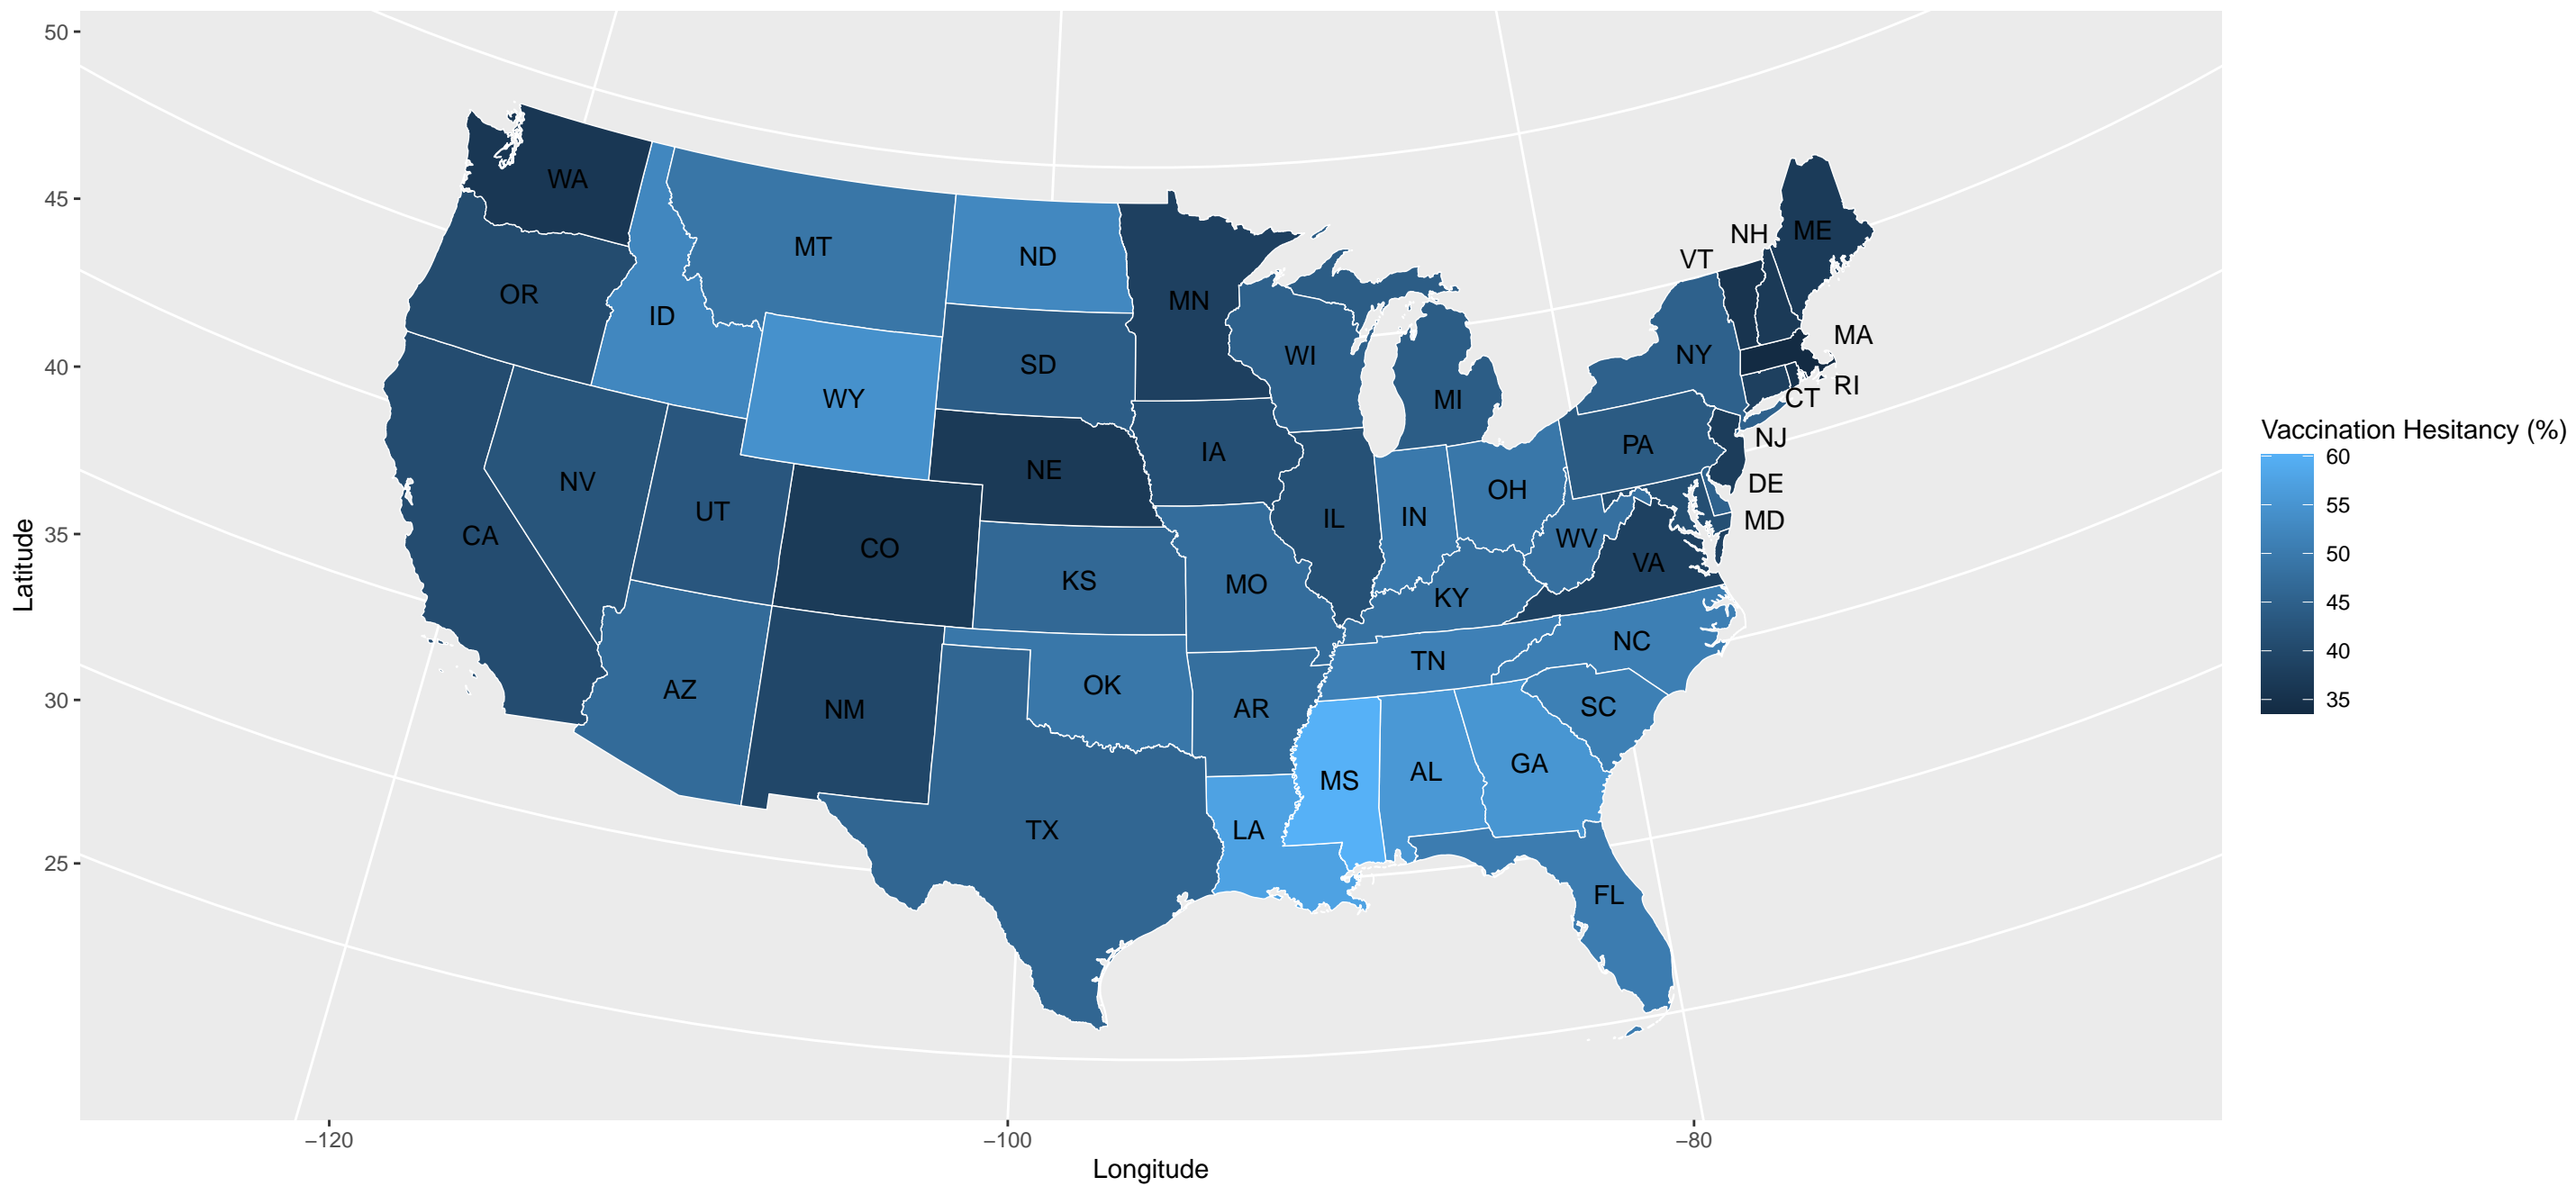 50
45
40
35
30
25
Latitude
−120
−100
−80
Longitude
WA
OR
CA
NV
ID
MT
WY
UT
AZ
CO
NM
ND
SD
NE
KS
OK
TX
MN
IA
MO
AR
LA
WI
IL
MI
IN
OH
KY
TN
MS
AL
GA
FL
SC
NC
VA
WV
PA
NY
VT
NH
ME
MA
RI
CT
NJ
DE
MD
Vaccination Hesitancy (%)
60
55
50
45
40
35